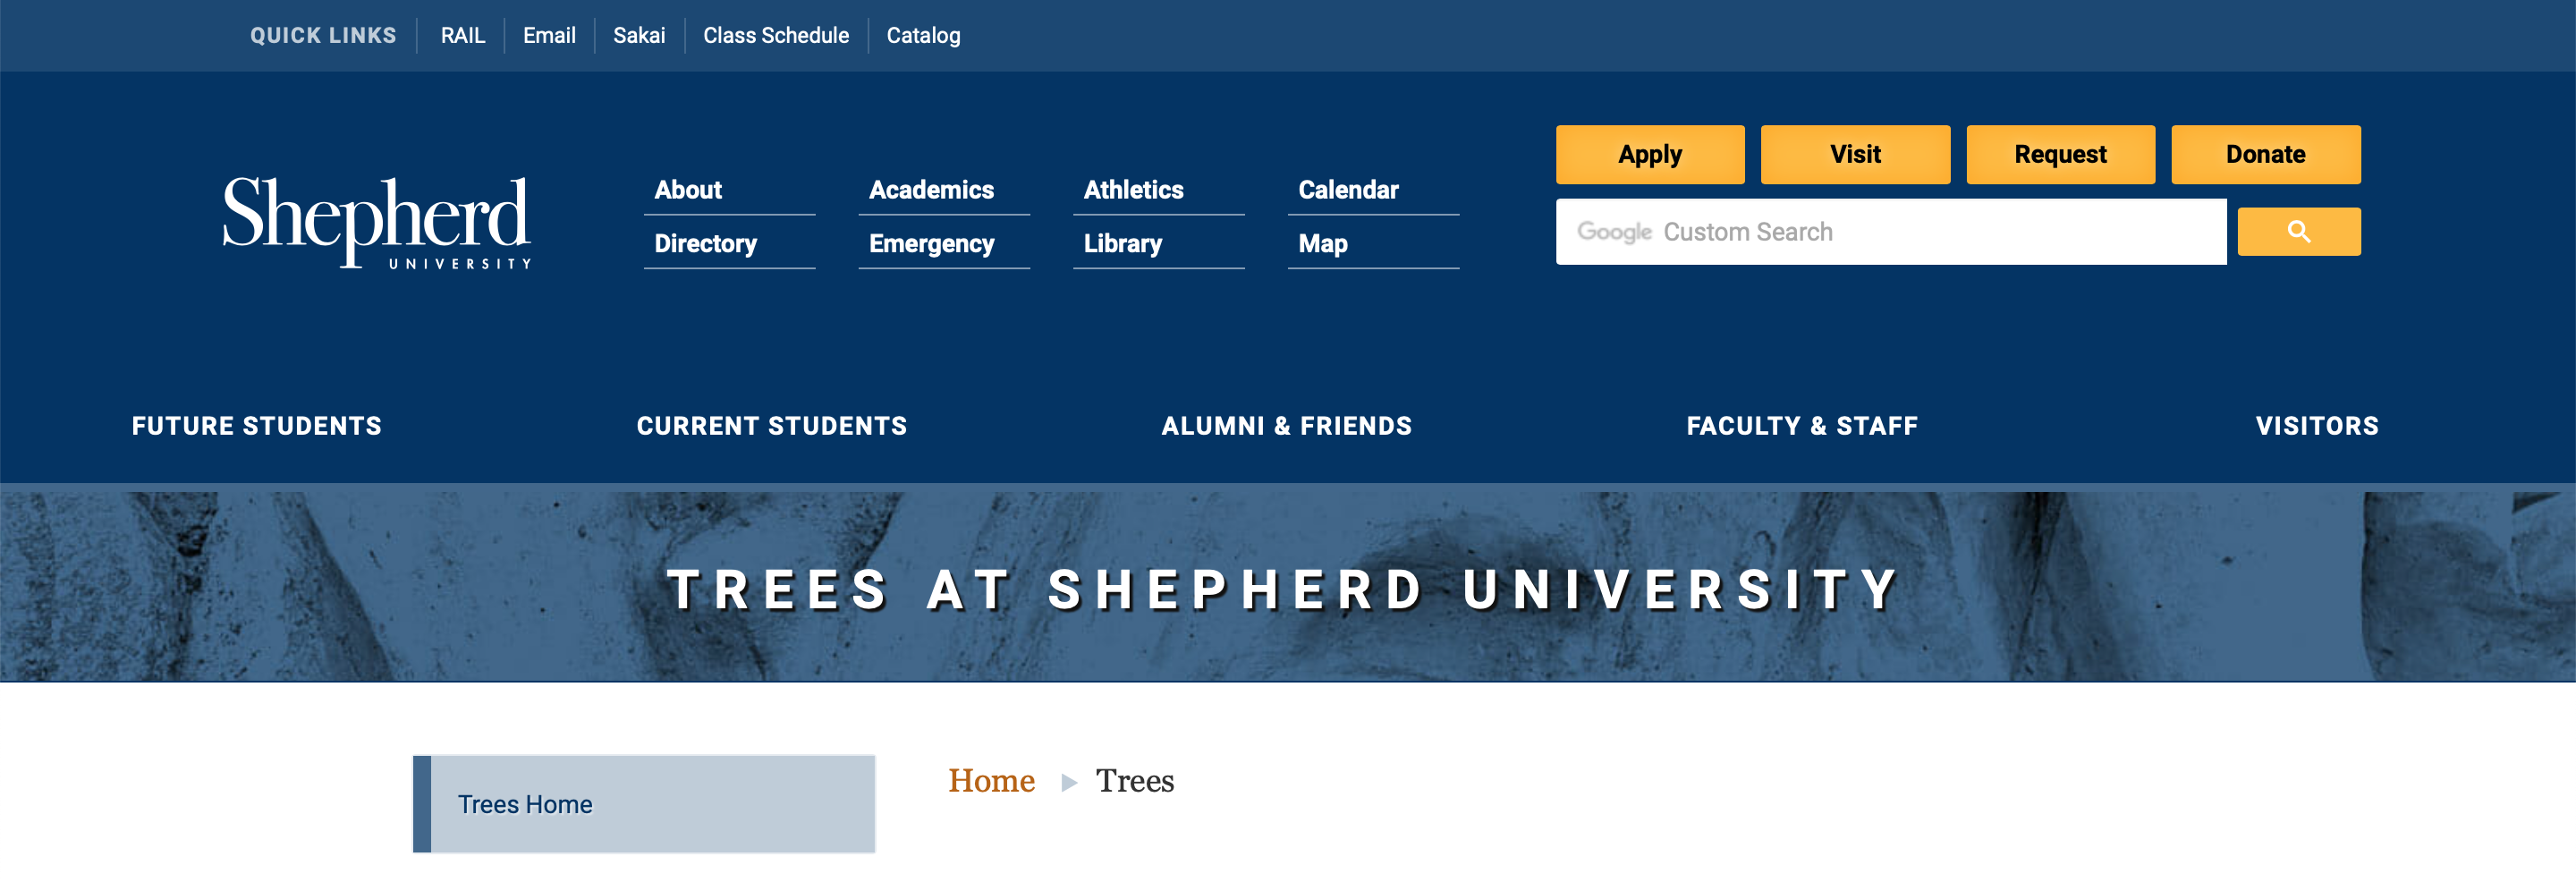 QUICK LINKS RAIL Email Sakai Class Schedule Catalog
Apply Visit Request Donate
Shepherd
UNIVERSITY
About Academics Athletics Calendar
Directory Emergency Library Map
Google Custom Search
FUTURE STUDENTS CURRENT STUDENTS ALUMNI & FRIENDS FACULTY & STAFF VISITORS
TREES AT SHEPHERD UNIVERSITY
Trees Home
Home ▶ Trees